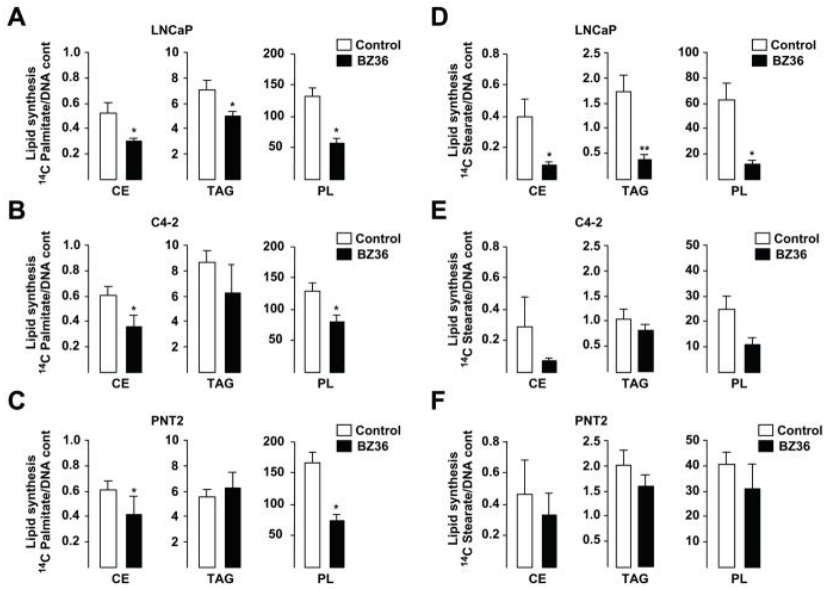 A
LNCaP
Control
BZ36
Lipid synthesis
14C Palmitate/DNA cont
1.0
0.8
0.6
0.4
0.2
*
CE
10
8
6
4
2
*
TAG
200
150
100
50
*
PL
D
LNCaP
Control
BZ36
Lipid synthesis
14C Stearate/DNA cont
0.8
0.6
0.4
0.2
*
CE
2.5
2.0
1.5
1.0
0.5
**
TAG
100
80
60
40
20
*
PL
B
C4-2
Control
BZ36
Lipid synthesis
14C Palmitate/DNA cont
1.0
0.8
0.6
0.4
0.2
*
CE
10
8
6
4
2
TAG
200
150
100
50
*
PL
E
C4-2
Control
BZ36
Lipid synthesis
14C Stearate/DNA cont
0.8
0.6
0.4
0.2
CE
2.5
2.0
1.5
1.0
0.5
TAG
50
40
30
20
10
PL
C
PNT2
Control
BZ36
Lipid synthesis
14C Palmitate/DNA cont
1.0
0.8
0.6
0.4
0.2
*
CE
10
8
6
4
2
TAG
200
150
100
50
*
PL
F
PNT2
Control
BZ36
Lipid synthesis
14C Stearate/DNA cont
0.8
0.6
0.4
0.2
CE
2.5
2.0
1.5
1.0
0.5
TAG
50
40
30
20
10
PL